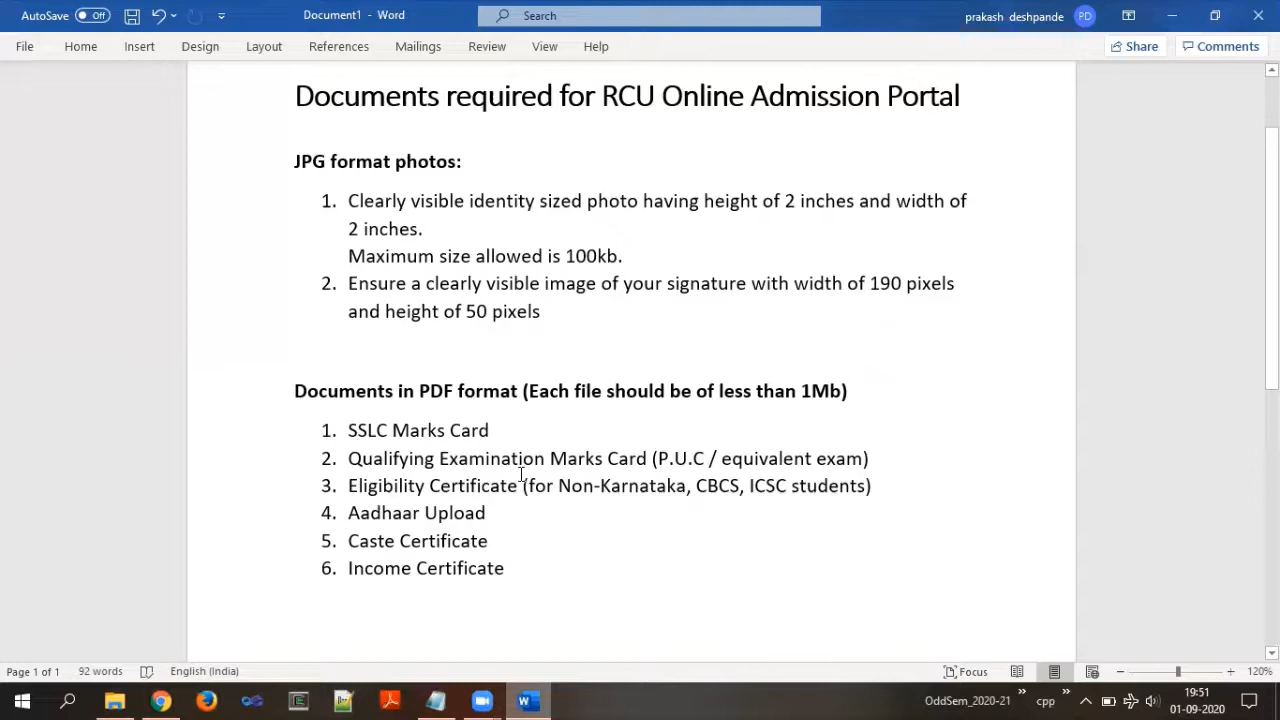 AutoSave Off
Document1 - Word
Search
prakash deshpande PD
File Home Insert Design Layout References Mailings Review View Help Share Comments
Documents required for RCU Online Admission Portal
JPG format photos:
1. Clearly visible identity sized photo having height of 2 inches and width of
2 inches.
Maximum size allowed is 100kb.
2. Ensure a clearly visible image of your signature with width of 190 pixels
and height of 50 pixels
Documents in PDF format (Each file should be of less than 1Mb)
1. SSLC Marks Card
2. Qualifying Examination Marks Card (P.U.C / equivalent exam)
3. Eligibility Certificate (for Non-Karnataka, CBCS, ICSC students)
4. Aadhaar Upload
5. Caste Certificate
6. Income Certificate
Page 1 of 1 92 words English (India) Focus 120%
OddSem_2020-21 » cpp » 19:51
01-09-2020